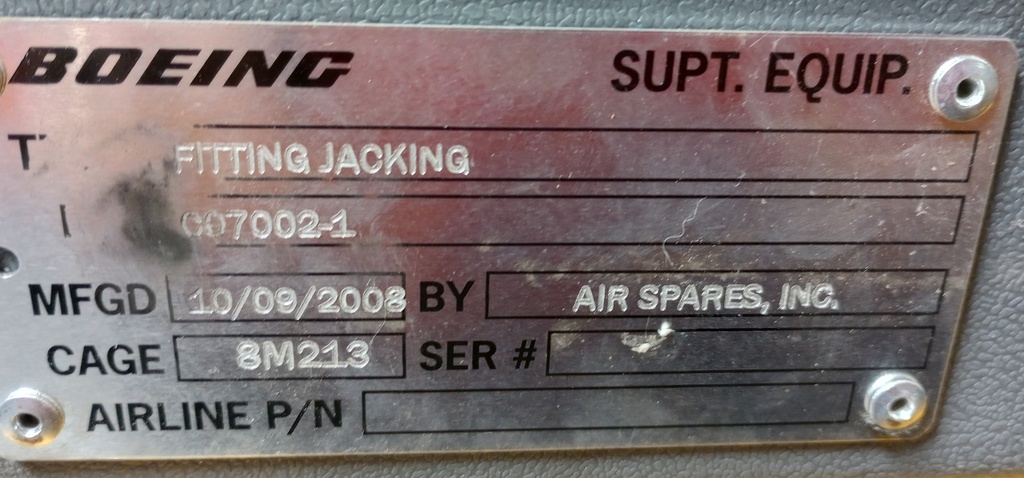 BOEING SUPT. EQUIP.
FITTING JACKING
C07002-1
MFGD 10/09/2008 BY AIR SPARES, INC.
CAGE 8M213 SER #
AIRLINE P/N